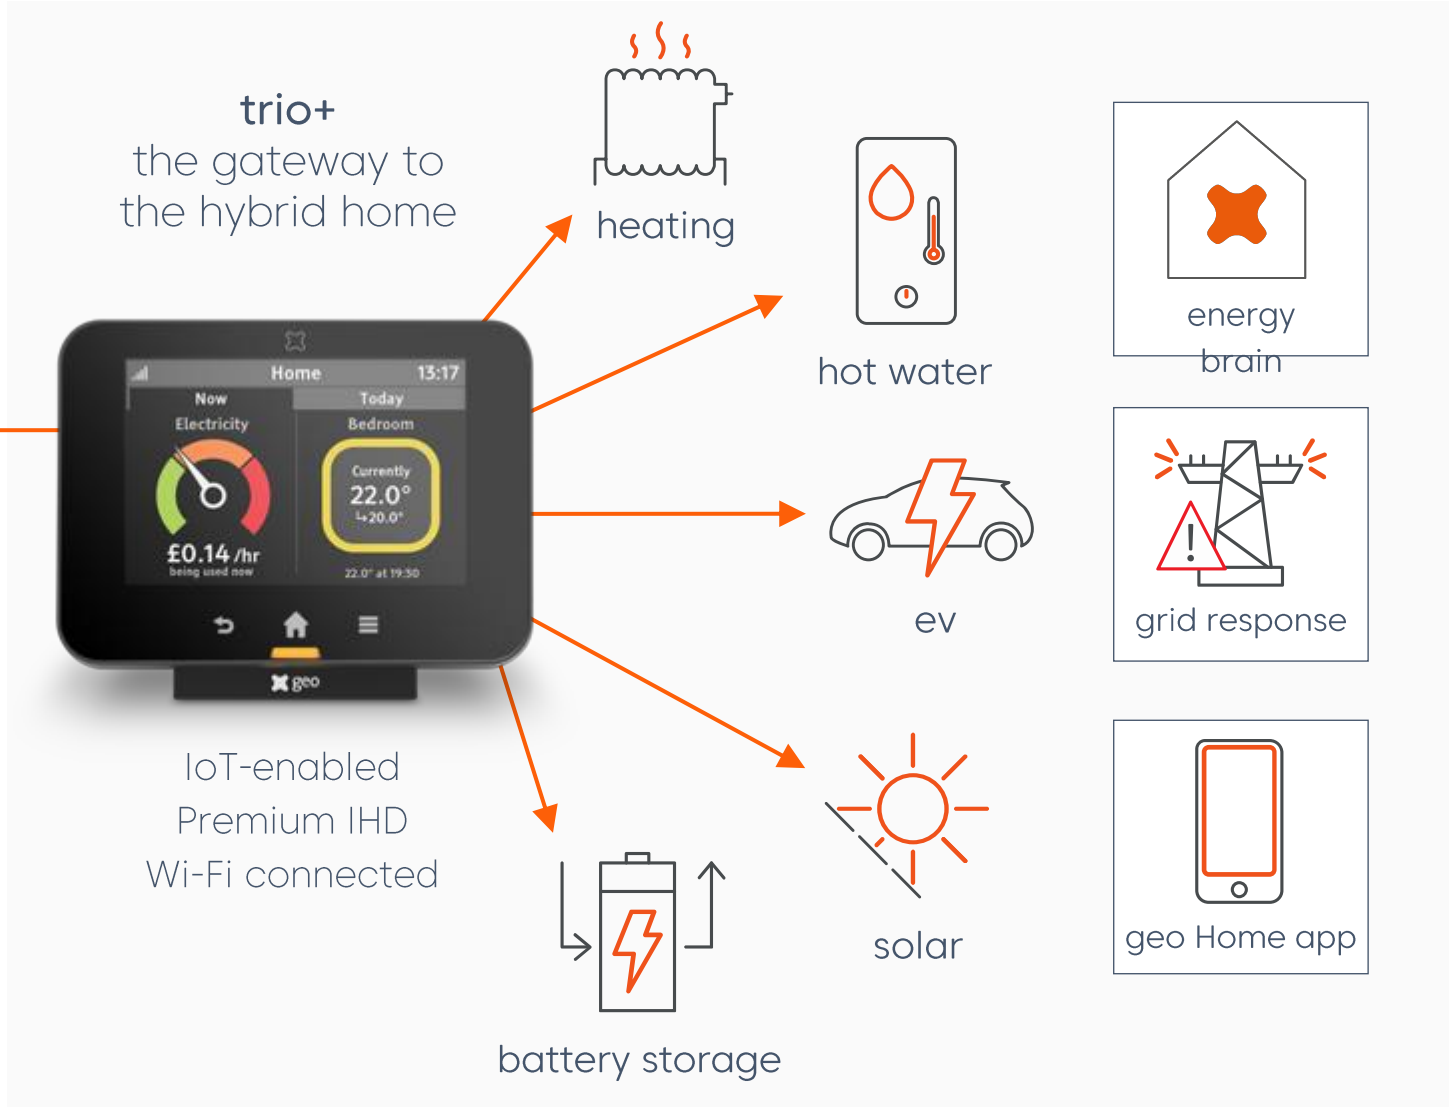 trio+
the gateway to
the hybrid home
Home 13:17
Now Today
Electricity Bedroom
Currently
22.0°
↳20.0°
£0.14 /hr
being used now
22.0° at 19:30
geo
IoT-enabled
Premium IHD
Wi-Fi connected
heating
hot water
ev
solar
battery storage
energy
brain
grid response
geo Home app